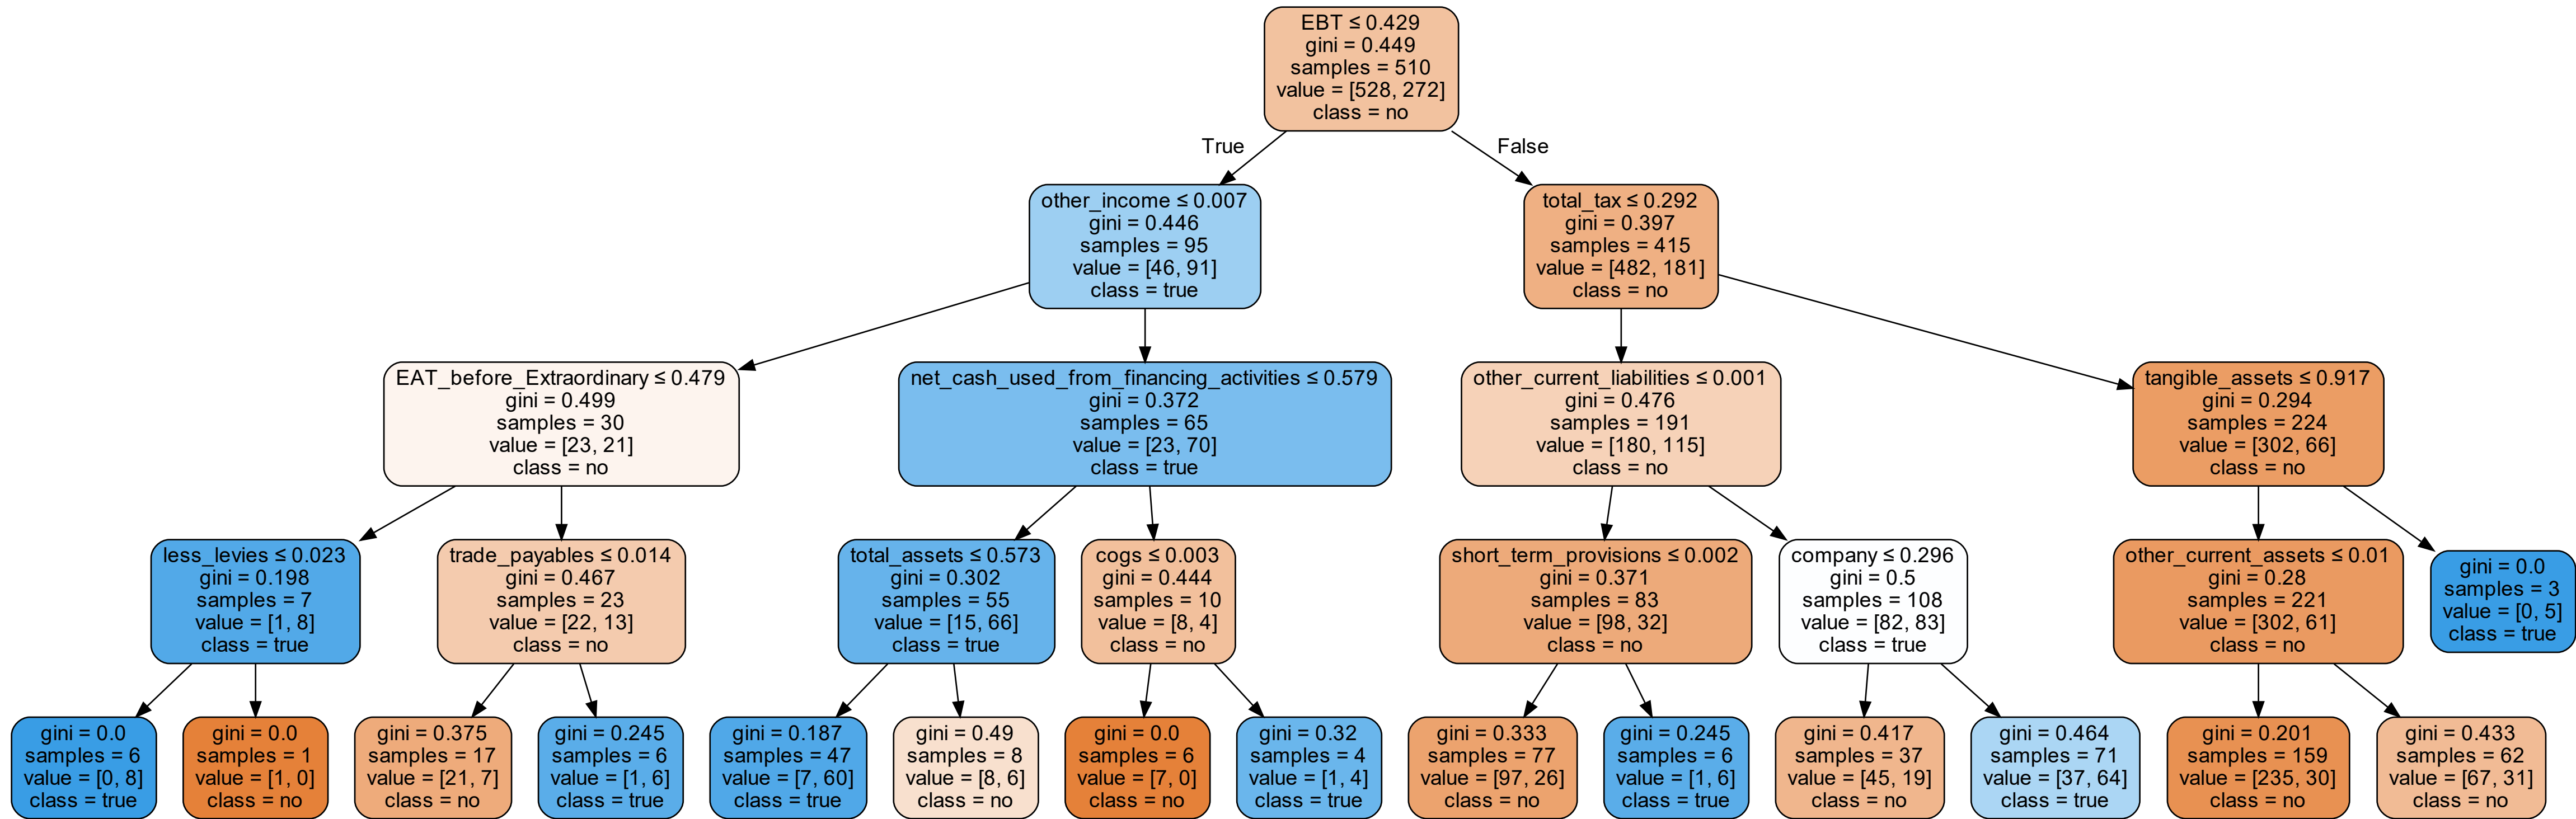 EBT ≤ 0.429
gini = 0.449
samples = 510
value = [528, 272]
class = no
True
False
other_income ≤ 0.007
gini = 0.446
samples = 95
value = [46, 91]
class = true
total_tax ≤ 0.292
gini = 0.397
samples = 415
value = [482, 181]
class = no
EAT_before_Extraordinary ≤ 0.479
gini = 0.499
samples = 30
value = [23, 21]
class = no
net_cash_used_from_financing_activities ≤ 0.579
gini = 0.372
samples = 65
value = [23, 70]
class = true
other_current_liabilities ≤ 0.001
gini = 0.476
samples = 191
value = [180, 115]
class = no
tangible_assets ≤ 0.917
gini = 0.294
samples = 224
value = [302, 66]
class = no
less_levies ≤ 0.023
gini = 0.198
samples = 7
value = [1, 8]
class = true
trade_payables ≤ 0.014
gini = 0.467
samples = 23
value = [22, 13]
class = no
total_assets ≤ 0.573
gini = 0.302
samples = 55
value = [15, 66]
class = true
cogs ≤ 0.003
gini = 0.444
samples = 10
value = [8, 4]
class = no
short_term_provisions ≤ 0.002
gini = 0.371
samples = 83
value = [98, 32]
class = no
company ≤ 0.296
gini = 0.5
samples = 108
value = [82, 83]
class = true
other_current_assets ≤ 0.01
gini = 0.28
samples = 221
value = [302, 61]
class = no
gini = 0.0
samples = 3
value = [0, 5]
class = true
gini = 0.0
samples = 6
value = [0, 8]
class = true
gini = 0.0
samples = 1
value = [1, 0]
class = no
gini = 0.375
samples = 17
value = [21, 7]
class = no
gini = 0.245
samples = 6
value = [1, 6]
class = true
gini = 0.187
samples = 47
value = [7, 60]
class = true
gini = 0.49
samples = 8
value = [8, 6]
class = no
gini = 0.0
samples = 6
value = [7, 0]
class = no
gini = 0.32
samples = 4
value = [1, 4]
class = true
gini = 0.333
samples = 77
value = [97, 26]
class = no
gini = 0.245
samples = 6
value = [1, 6]
class = true
gini = 0.417
samples = 37
value = [45, 19]
class = no
gini = 0.464
samples = 71
value = [37, 64]
class = true
gini = 0.201
samples = 159
value = [235, 30]
class = no
gini = 0.433
samples = 62
value = [67, 31]
class = no